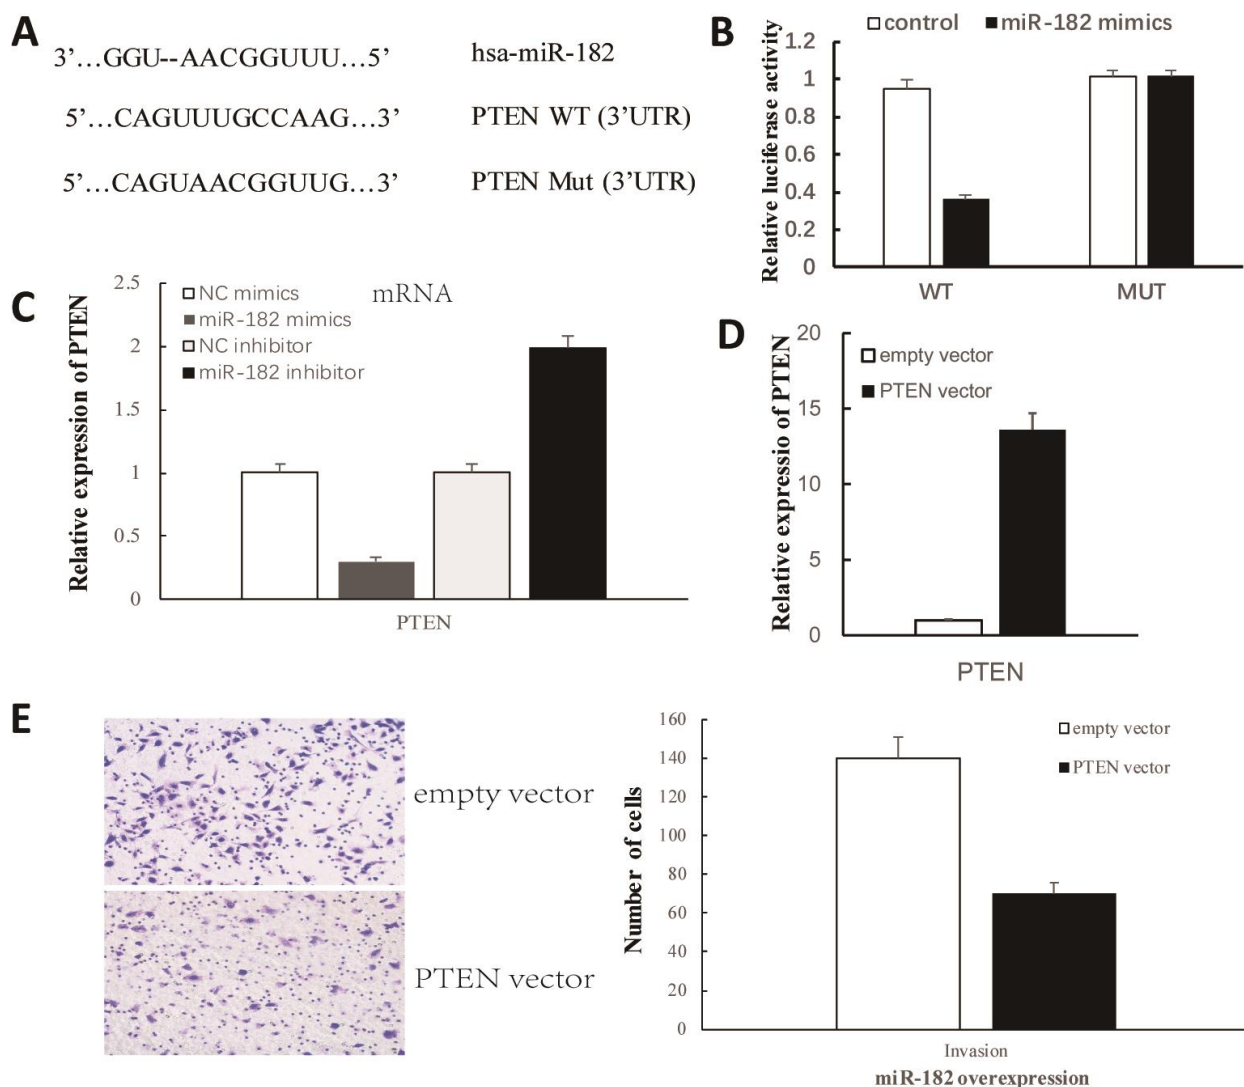 A
3’…GGU--AACGGUUU…5’ hsa-miR-182
5’…CAGUUUGCCAAG…3’ PTEN WT (3’UTR)
5’…CAGUAACGGUUG…3’ PTEN Mut (3’UTR)
B
control miR-182 mimics
Relative luciferase activity
1.2
1
0.8
0.6
0.4
0.2
0
WT MUT
C
mRNA
NC mimics
miR-182 mimics
NC inhibitor
miR-182 inhibitor
Relative expression of PTEN
2.5
2
1.5
1
0.5
0
PTEN
D
empty vector
PTEN vector
Relative expressio of PTEN
20
15
10
5
0
PTEN
E
empty vector
PTEN vector
Number of cells
160
140
120
100
80
60
40
20
0
empty vector
PTEN vector
Invasion
miR-182 overexpression